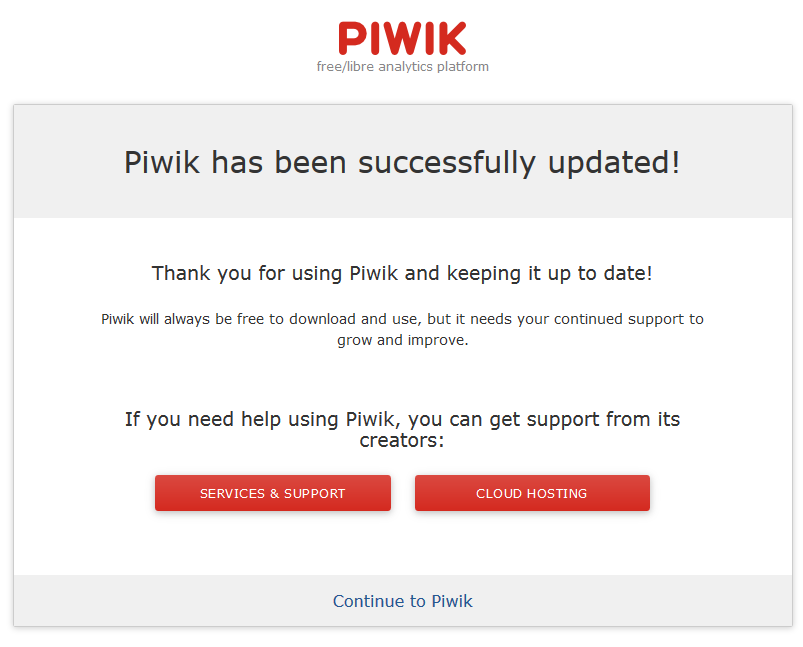 PIWIK
free/libre analytics platform
Piwik has been successfully updated!
Thank you for using Piwik and keeping it up to date!
Piwik will always be free to download and use, but it needs your continued support to
grow and improve.
If you need help using Piwik, you can get support from its
creators:
SERVICES & SUPPORT
CLOUD HOSTING
Continue to Piwik